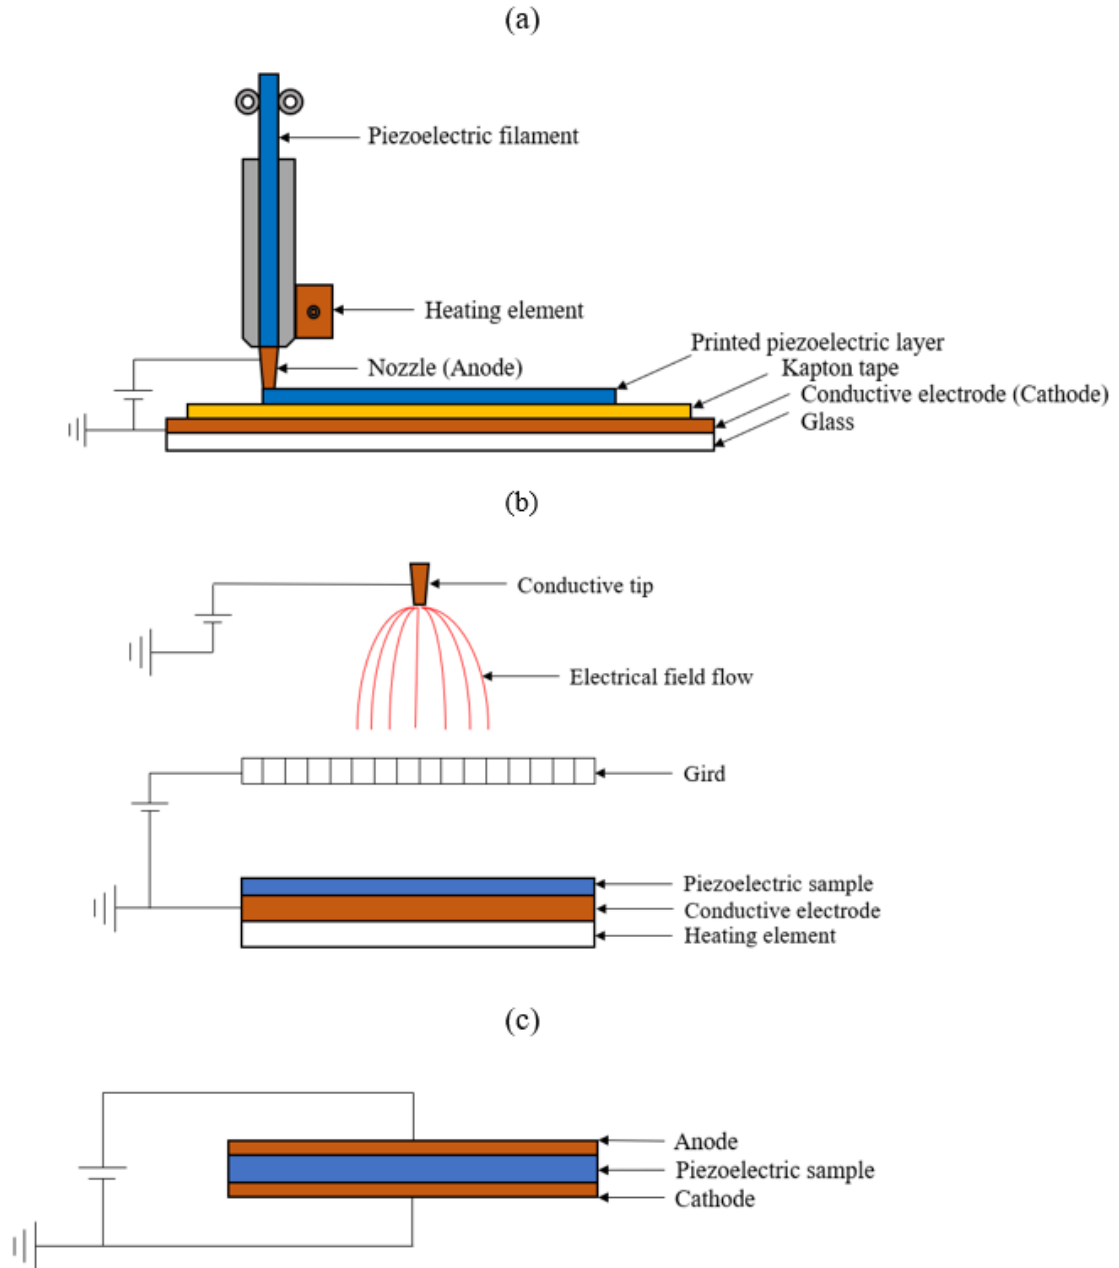 (a)
Piezoelectric filament
Heating element
Printed piezoelectric layer
Nozzle (Anode)
Kapton tape
Conductive electrode (Cathode)
Glass
(b)
Conductive tip
Electrical field flow
Gird
Piezoelectric sample
Conductive electrode
Heating element
(c)
Anode
Piezoelectric sample
Cathode